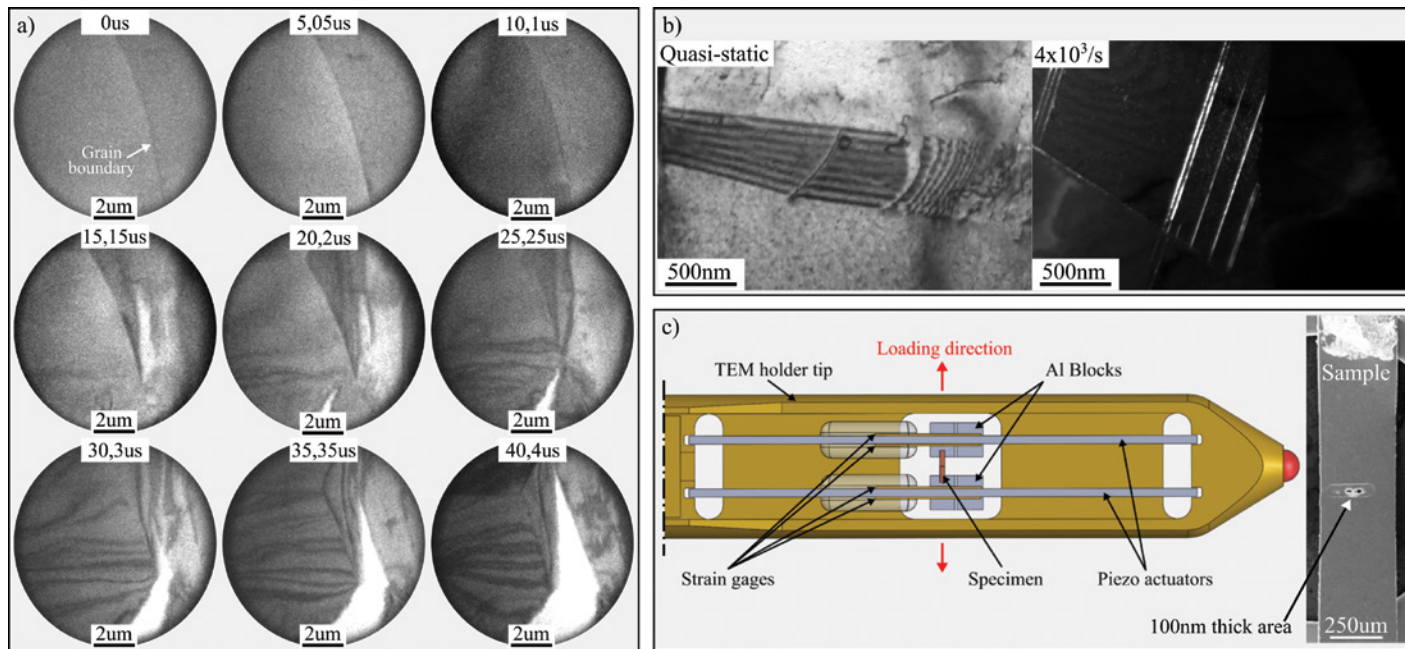 a)
0us
5,05us
10,1us
Grain
boundary
2um
2um
2um
15,15us
20,2us
25,25us
2um
2um
2um
30,3us
35,35us
40,4us
2um
2um
2um
b)
Quasi-static
4x10³/s
500nm
500nm
c)
Loading direction
TEM holder tip
Al Blocks
Strain gages
Specimen
Piezo actuators
Sample
100nm thick area
250um